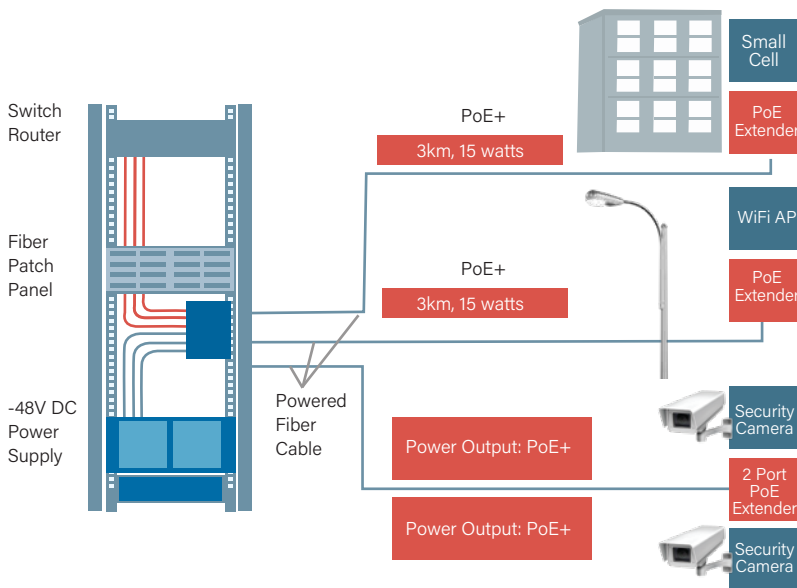 Switch
Router
Fiber
Patch
Panel
-48V DC
Power
Supply
PoE+
3km, 15 watts
PoE+
3km, 15 watts
Powered
Fiber
Cable
Power Output: PoE+
Power Output: PoE+
Small
Cell
PoE
Extender
WiFi AP
PoE
Extender
Security
Camera
2 Port
PoE
Extender
Security
Camera